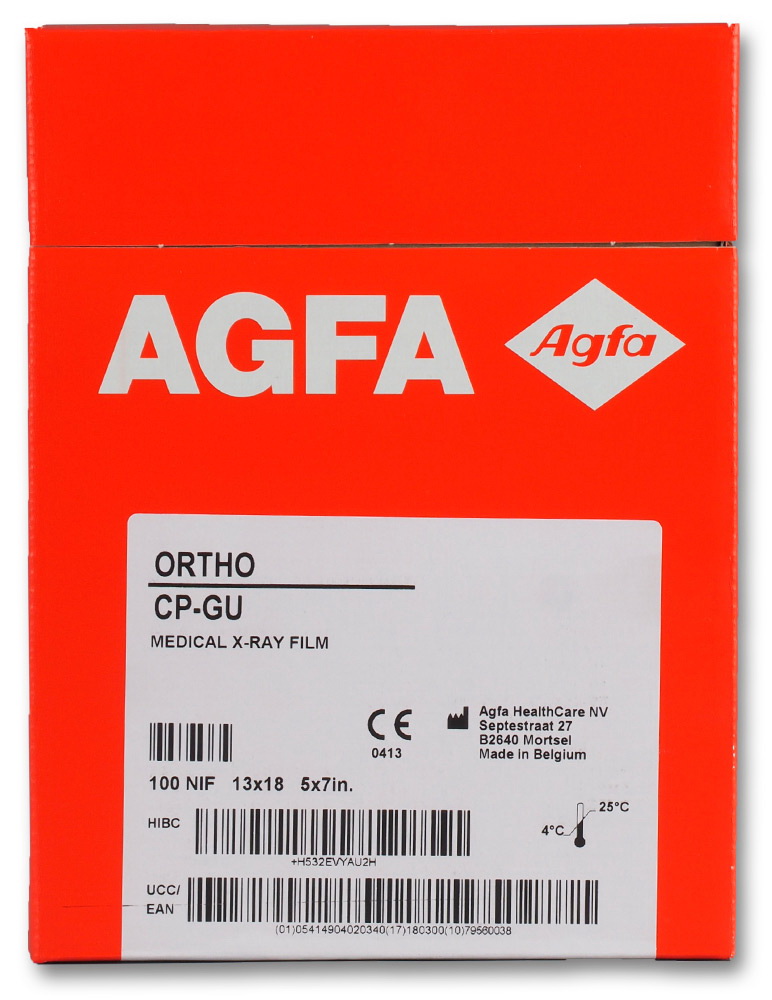 AGFA
Agfa
ORTHO
CP-GU
MEDICAL X-RAY FILM
CE
0413
Agfa HealthCare NV
Septestraat 27
B2640 Mortsel
Made in Belgium
100 NIF 13x18 5x7in.
25°C
4°C
HIBC
+H532EVYAU2H
UCC/
EAN
(01)05414904020340(17)180300(10)79560038